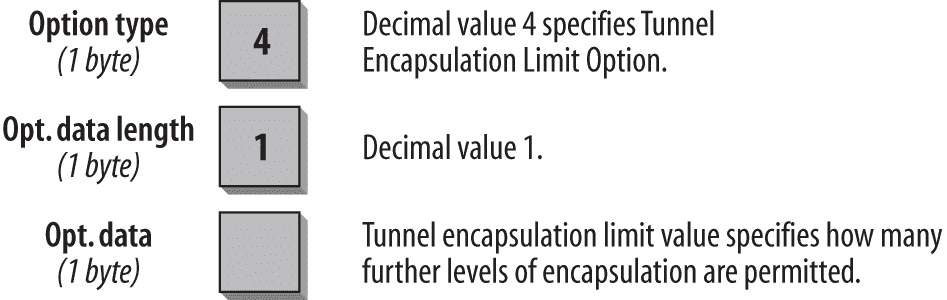 Option type
(1 byte)
4
Decimal value 4 specifies Tunnel
Encapsulation Limit Option.
Opt. data length
(1 byte)
1
Decimal value 1.
Opt. data
(1 byte)
Tunnel encapsulation limit value specifies how many
further levels of encapsulation are permitted.